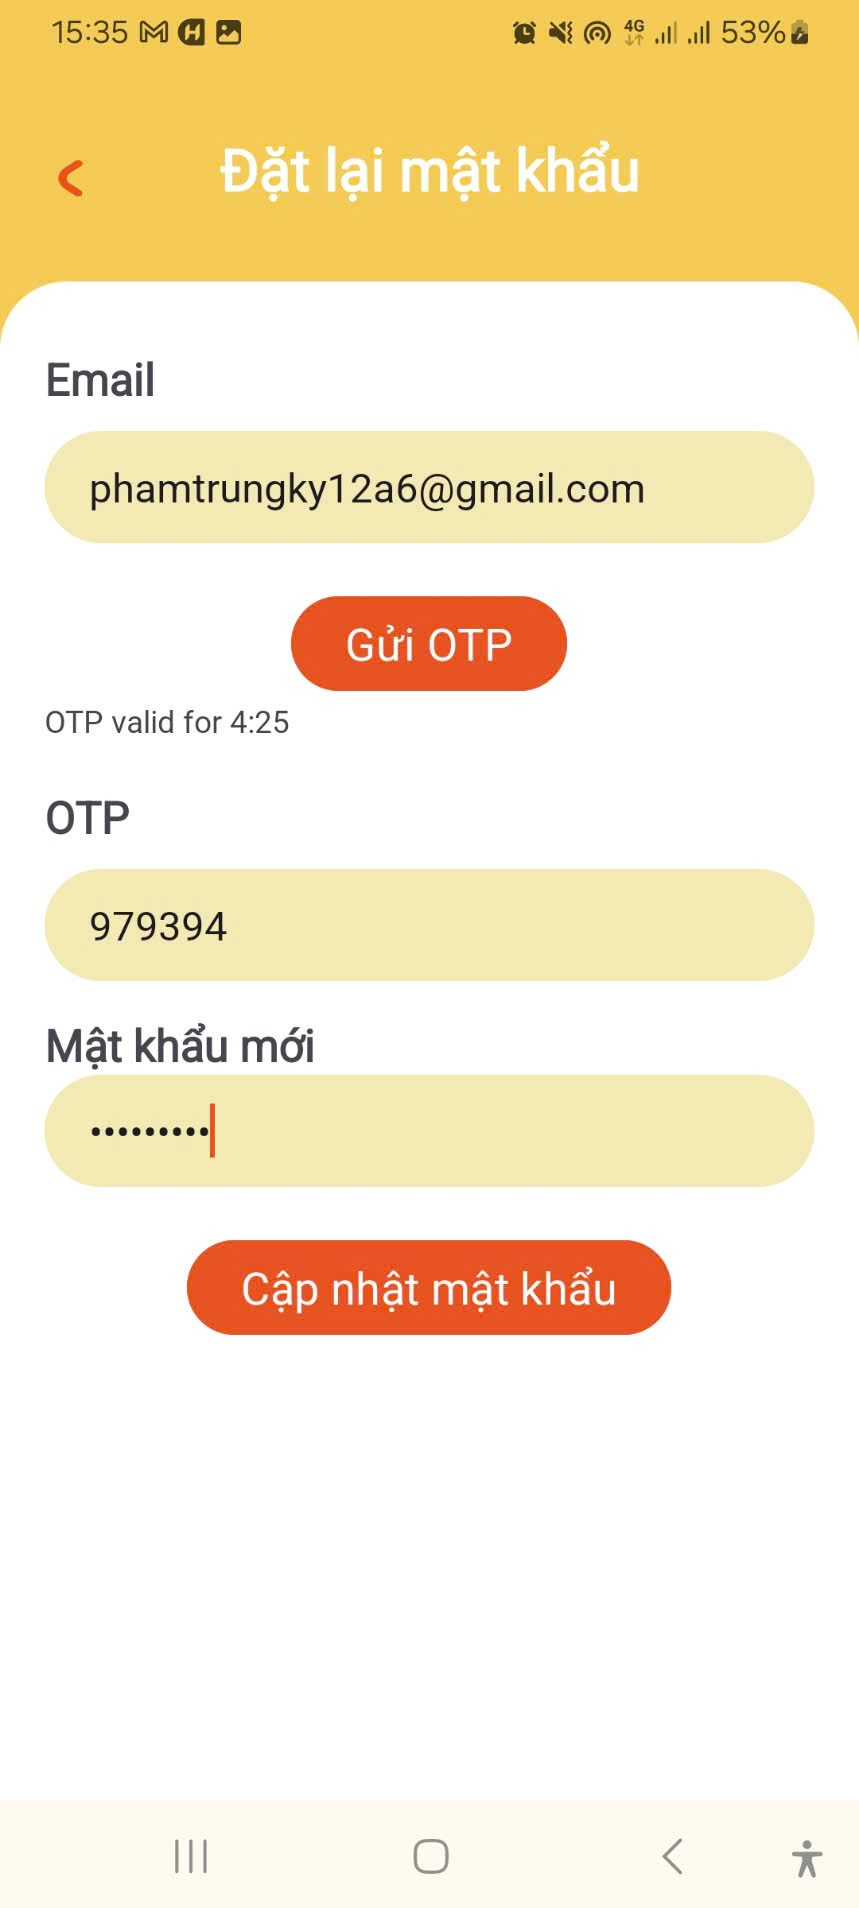 15:35 4G 53%
Đặt lại mật khẩu
Email
phamtrungky12a6@gmail.com
Gửi OTP
OTP valid for 4:25
OTP
979394
Mật khẩu mới
•••••••••
Cập nhật mật khẩu